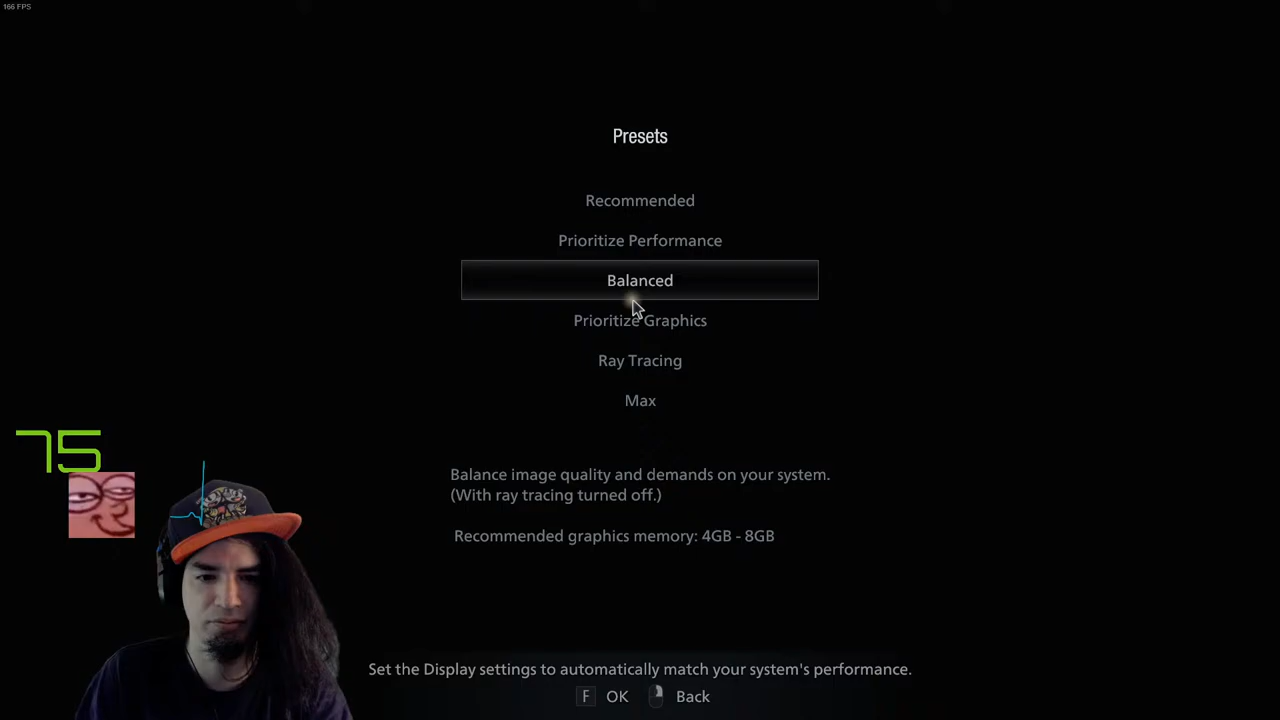 166 FPS
Presets
Recommended
Prioritize Performance
Balanced
Prioritize Graphics
Ray Tracing
Max
75
Balance image quality and demands on your system.
(With ray tracing turned off.)
Recommended graphics memory: 4GB - 8GB
Set the Display settings to automatically match your system's performance.
F OK Back